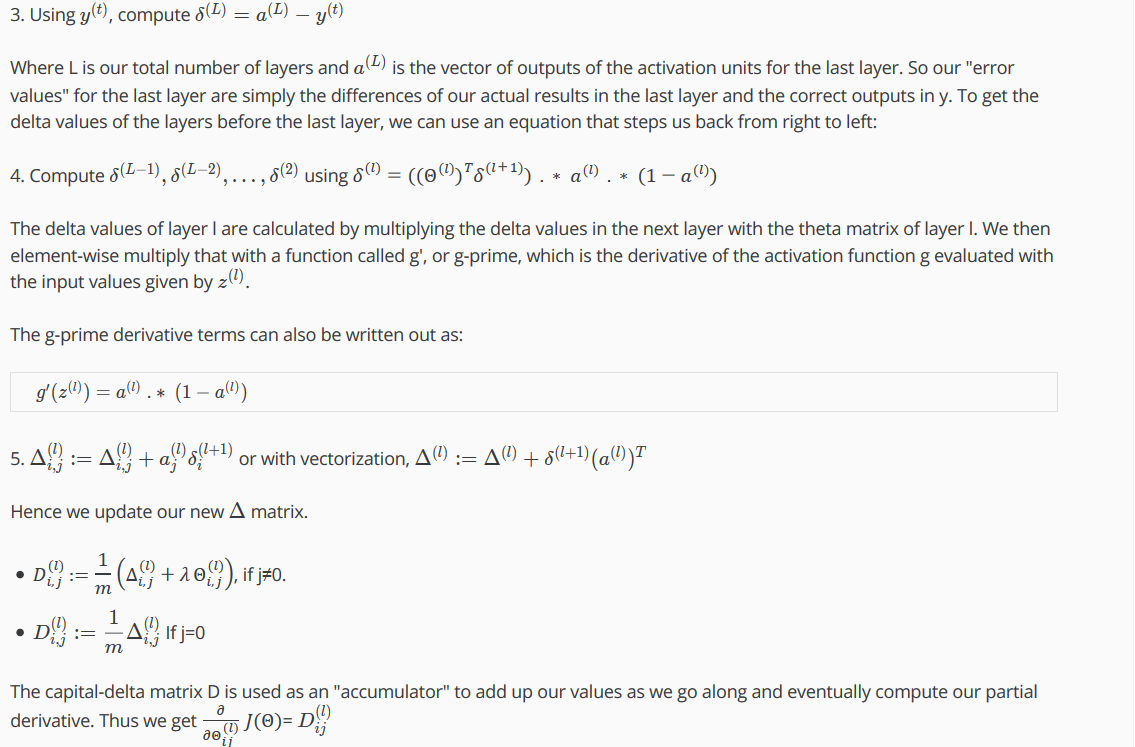 3. Using $y^{(t)}$, compute $\delta^{(L)} = a^{(L)} - y^{(t)}$
Where L is our total number of layers and $a^{(L)}$ is the vector of outputs of the activation units for the last layer. So our "error
values" for the last layer are simply the differences of our actual results in the last layer and the correct outputs in y. To get the
delta values of the layers before the last layer, we can use an equation that steps us back from right to left:
4. Compute $\delta^{(L-1)}, \delta^{(L-2)}, \dots, \delta^{(2)}$ using $\delta^{(l)} = ((\Theta^{(l)})^T \delta^{(l+1)}) .* a^{(l)} .* (1 - a^{(l)})$
The delta values of layer l are calculated by multiplying the delta values in the next layer with the theta matrix of layer l. We then
element-wise multiply that with a function called g', or g-prime, which is the derivative of the activation function g evaluated with
the input values given by $z^{(l)}$.
The g-prime derivative terms can also be written out as:
$g'(z^{(l)}) = a^{(l)} .* (1 - a^{(l)})$
5. $\Delta^{(l)}_{i,j} := \Delta^{(l)}_{i,j} + a^{(l)}_j \delta^{(l+1)}_i$ or with vectorization, $\Delta^{(l)} := \Delta^{(l)} + \delta^{(l+1)} (a^{(l)})^T$
Hence we update our new $\Delta$ matrix.
• $D^{(l)}_{i,j} := \frac{1}{m} \left( \Delta^{(l)}_{i,j} + \lambda \Theta^{(l)}_{i,j} \right)$, if j≠0.
• $D^{(l)}_{i,j} := \frac{1}{m} \Delta^{(l)}_{i,j}$ If j=0
The capital-delta matrix D is used as an "accumulator" to add up our values as we go along and eventually compute our partial
derivative. Thus we get $\frac{\partial}{\partial \Theta^{(l)}_{ij}} J(\Theta) = D^{(l)}_{ij}$